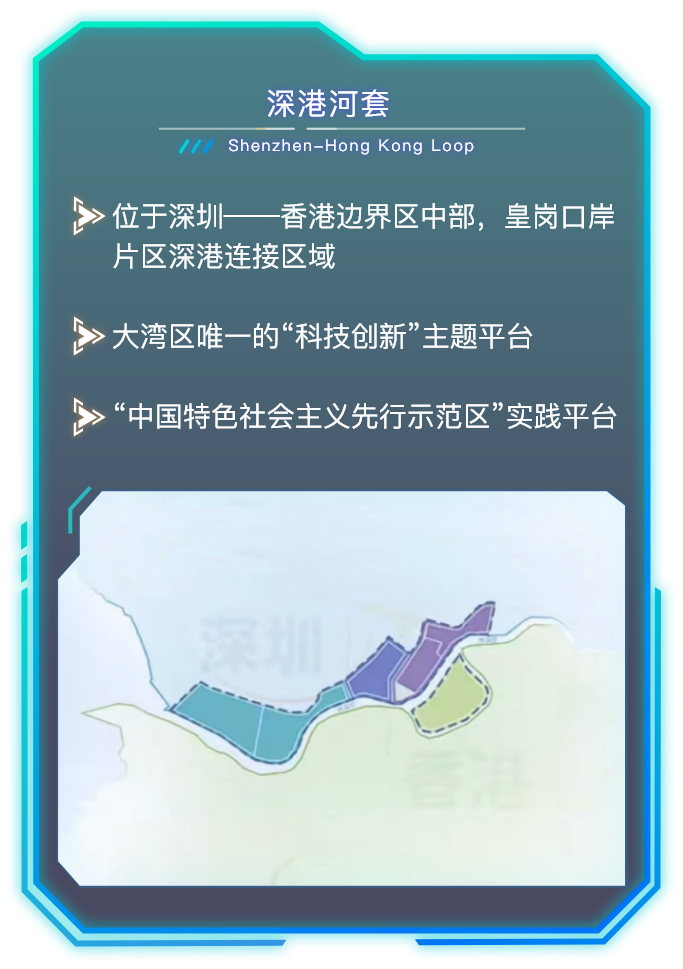 深港河套
Shenzhen-Hong Kong Loop
位于深圳——香港边界区中部，皇岗口岸
片区深港连接区域
大湾区唯一的“科技创新”主题平台
“中国特色社会主义先行示范区”实践平台
深圳
香港